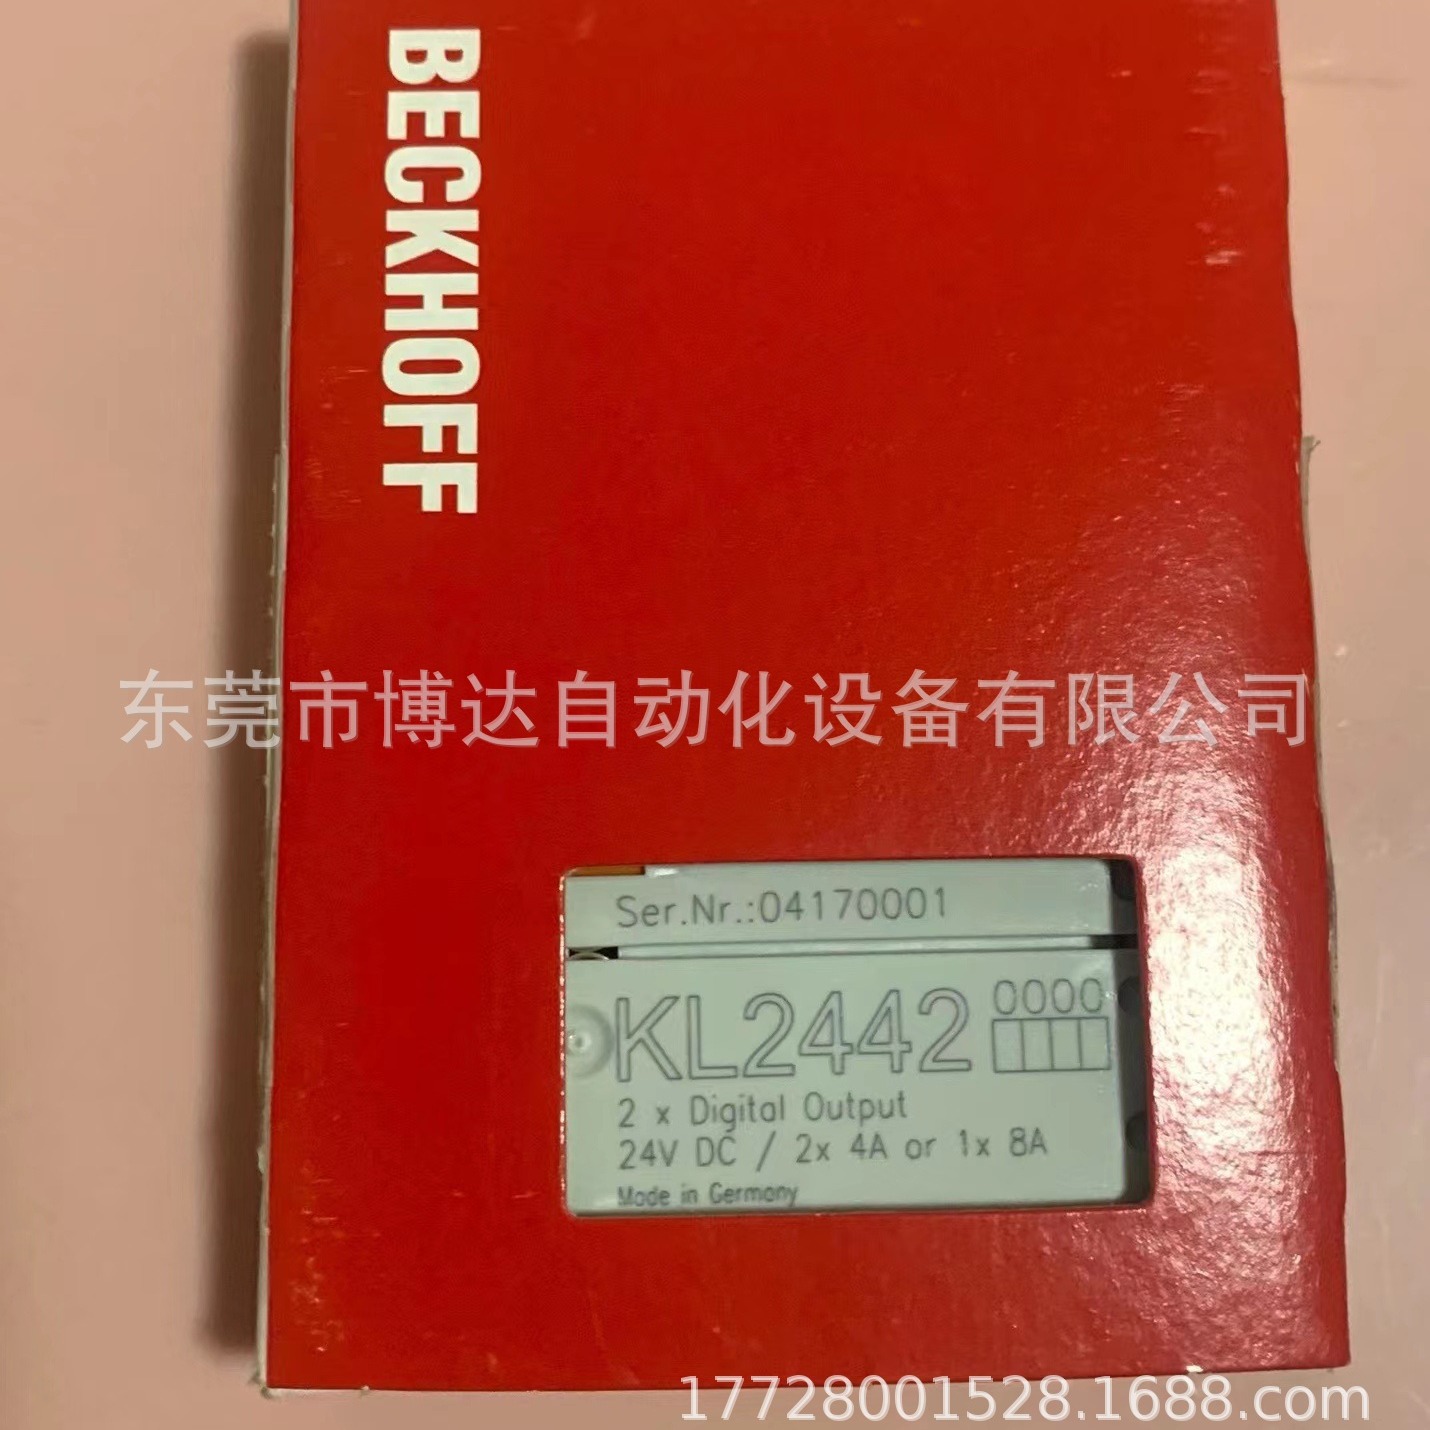 BECKHOFF
东莞市博达自动化设备有限公司
Ser.Nr.:04170001
KL2442 0000
2 x Digital Output
24V DC / 2x 4A or 1x 8A
Made in Germany
17728001528.1688.com